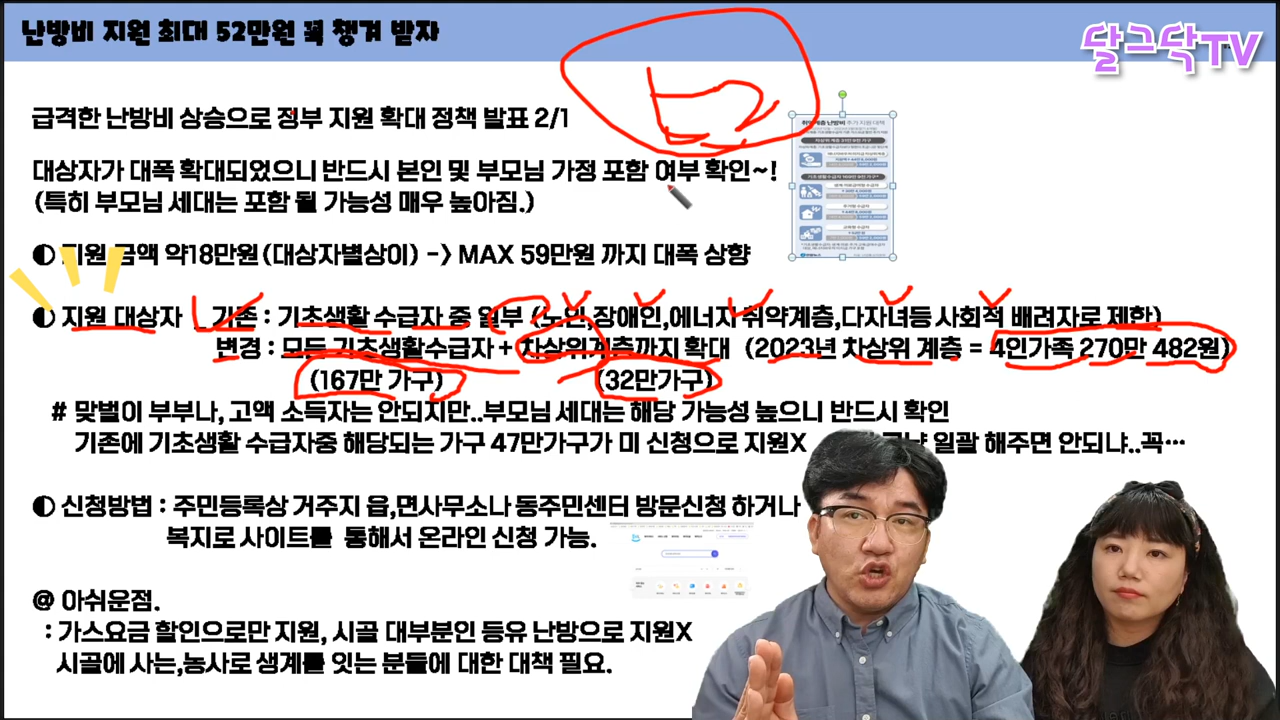 난방비 지원 최대 52만원 꼭 챙겨 받자
달그닥TV
급격한 난방비 상승으로 정부 지원 확대 정책 발표 2/1
대상자가 대폭 확대되었으니 반드시 본인 및 부모님 가정 포함 여부 확인~!
(특히 부모님 세대는 포함 될 가능성 매우 높아짐.)
◐ 지원 금액 약18만원(대상자별상이) -> MAX 59만원 까지 대폭 상향
◐ 지원 대상자 _ 기존 : 기초생활 수급자 중 일부 (노인,장애인,에너지 취약계층,다자녀등 사회적 배려자로 제한)
변경 : 모든 기초생활수급자 + 차상위계층까지 확대 (2023년 차상위 계층 = 4인가족 270만 482원)
(167만 가구) (32만가구)
# 맞벌이 부부나, 고액 소득자는 안되지만..부모님 세대는 해당 가능성 높으니 반드시 확인
기존에 기초생활 수급자중 해당되는 가구 47만가구가 미 신청으로 지원X 일괄 해주면 안되냐..꼭…
◐ 신청방법 : 주민등록상 거주지 읍,면사무소나 동주민센터 방문신청 하거나
복지로 사이트를 통해서 온라인 신청 가능.
@ 아쉬운점.
: 가스요금 할인으로만 지원, 시골 대부분인 등유 난방으로 지원X
시골에 사는,농사로 생계를 잇는 분들에 대한 대책 필요.